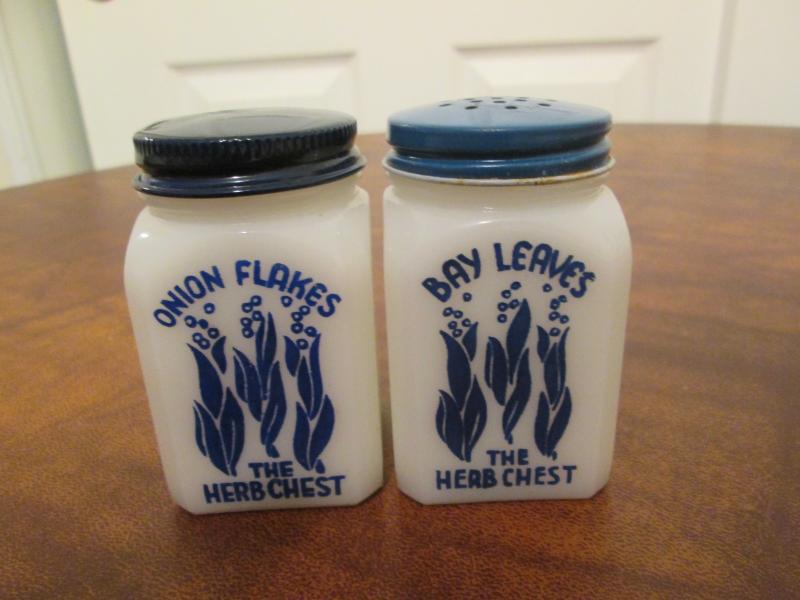 ONION FLAKES
THE
HERB CHEST
BAY LEAVES
THE
HERB CHEST